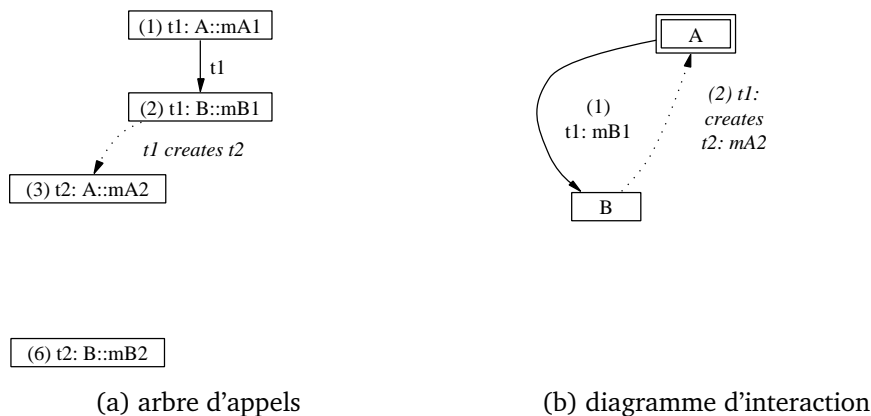 (1) t1: A::mA1
t1
(2) t1: B::mB1
t1 creates t2
(3) t2: A::mA2
(6) t2: B::mB2
(a) arbre d'appels
A
(1)
t1: mB1
(2) t1:
creates
t2: mA2
B
(b) diagramme d'interaction